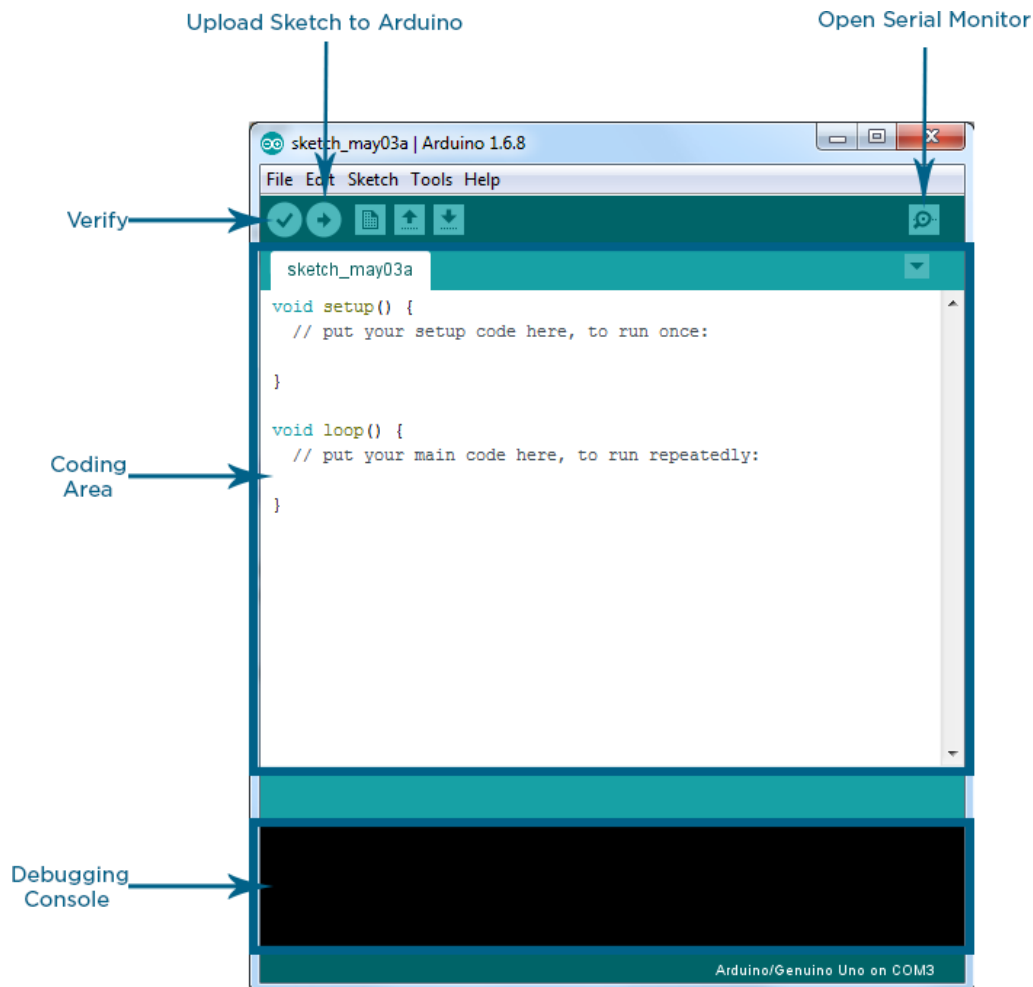 Upload Sketch to Arduino
Open Serial Monitor
sketch_may03a | Arduino 1.6.8
File Edit Sketch Tools Help
Verify
sketch_may03a
void setup() {
// put your setup code here, to run once:
}
void loop() {
// put your main code here, to run repeatedly:
}
Coding
Area
Debugging
Console
Arduino/Genuino Uno on COM3